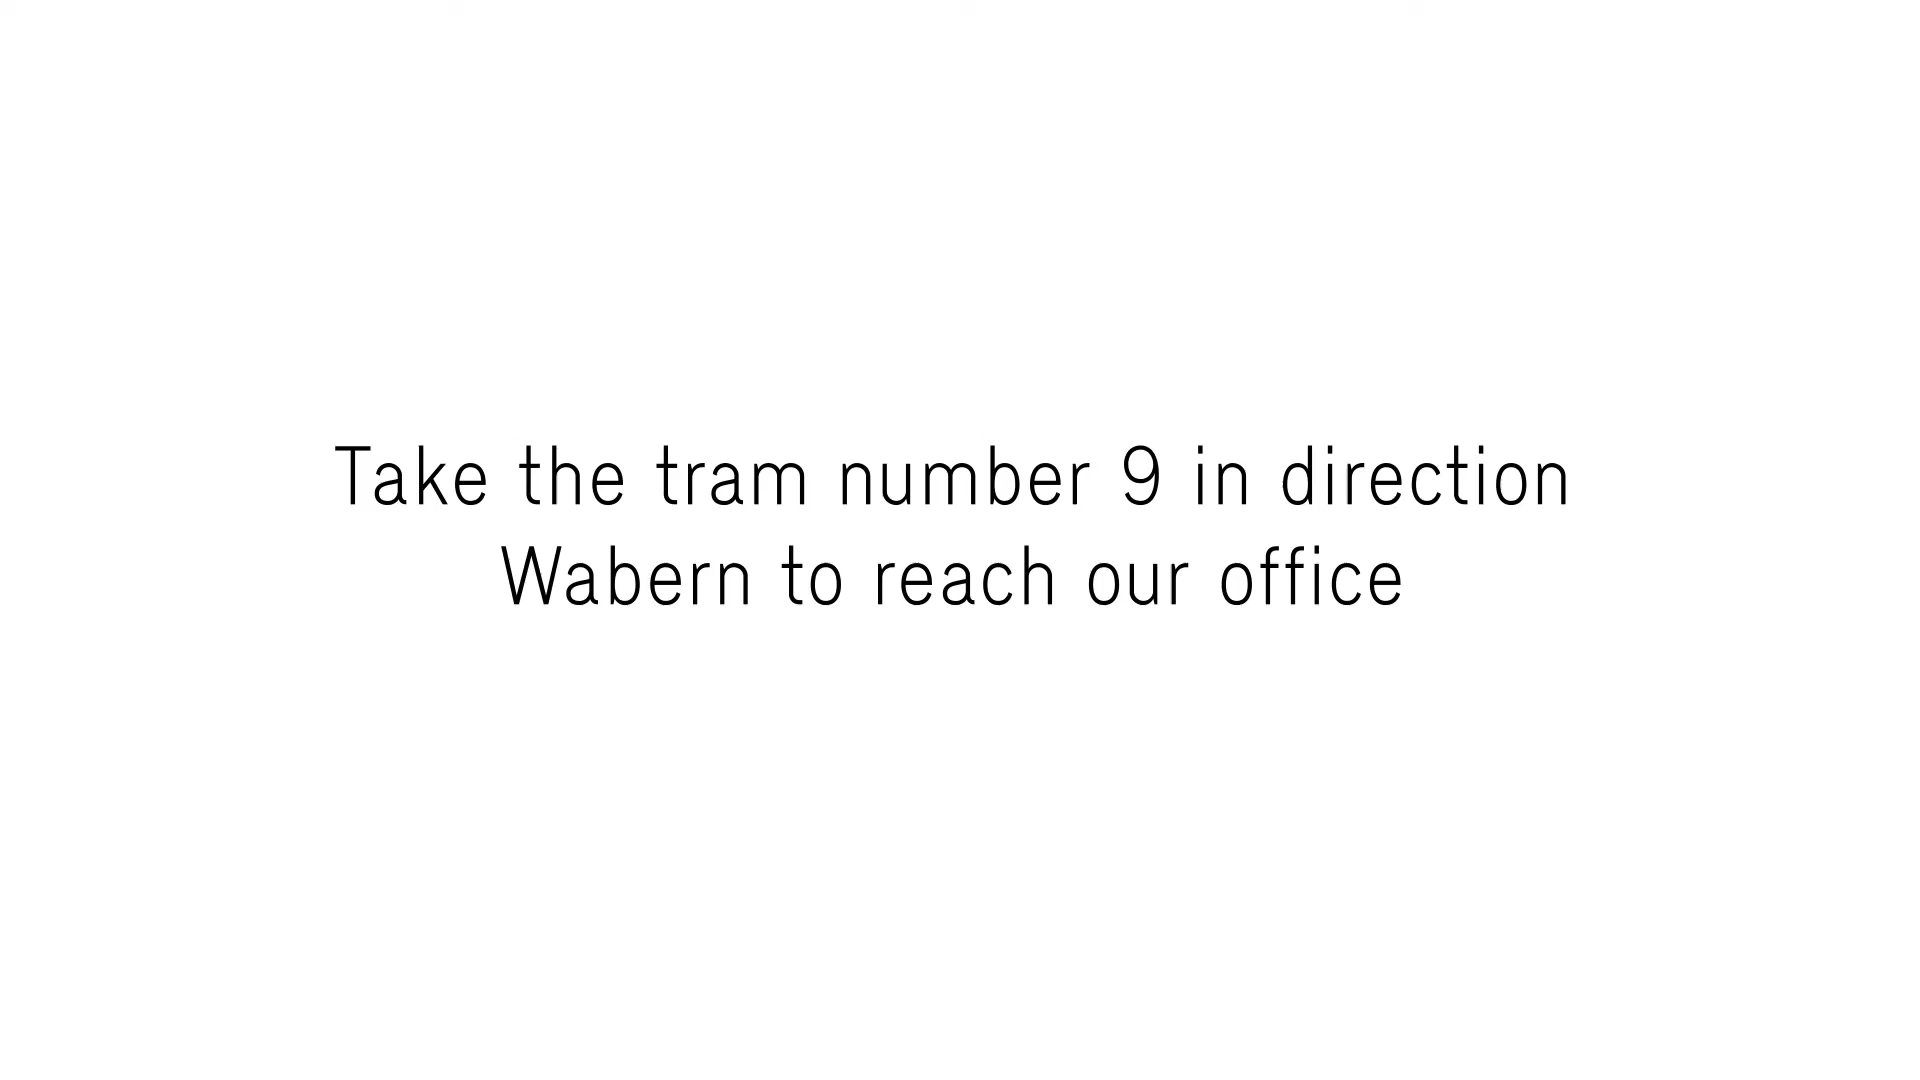 Take the tram number 9 in direction
Wabern to reach our office